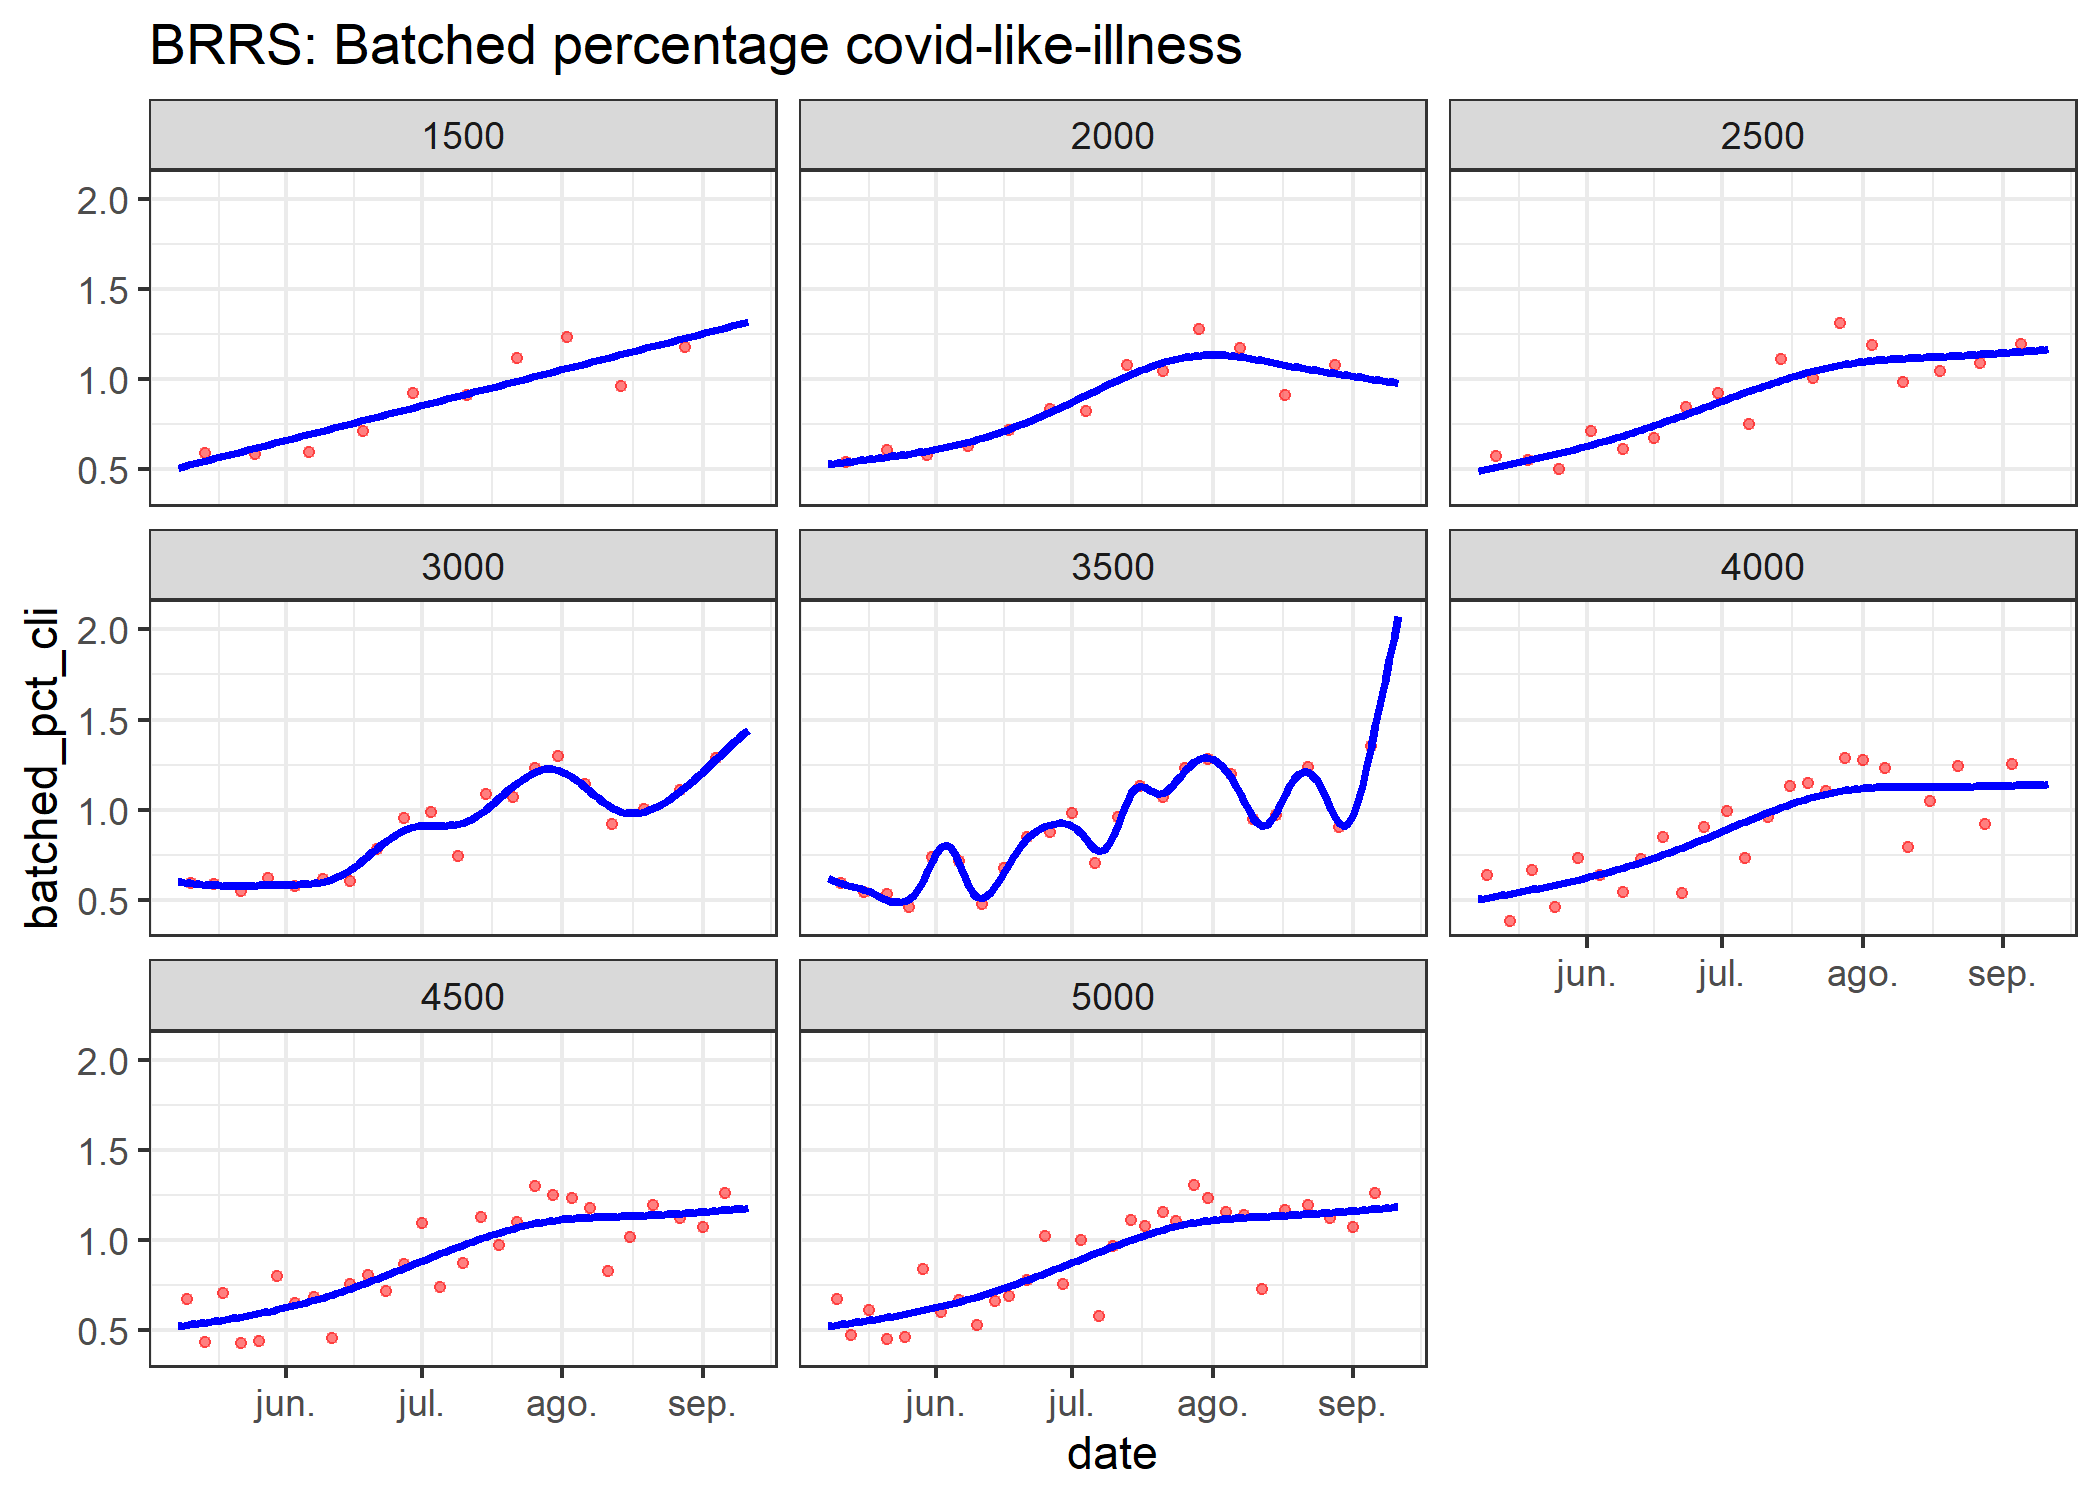 BRRS: Batched percentage covid-like-illness
1500
2000
2500
2.0
1.5
1.0
0.5
3000
3500
4000
batched_pct_cli
2.0
1.5
1.0
0.5
jun.
jul.
ago.
sep.
4500
5000
2.0
1.5
1.0
0.5
jun.
jul.
ago.
sep.
jun.
jul.
ago.
sep.
date